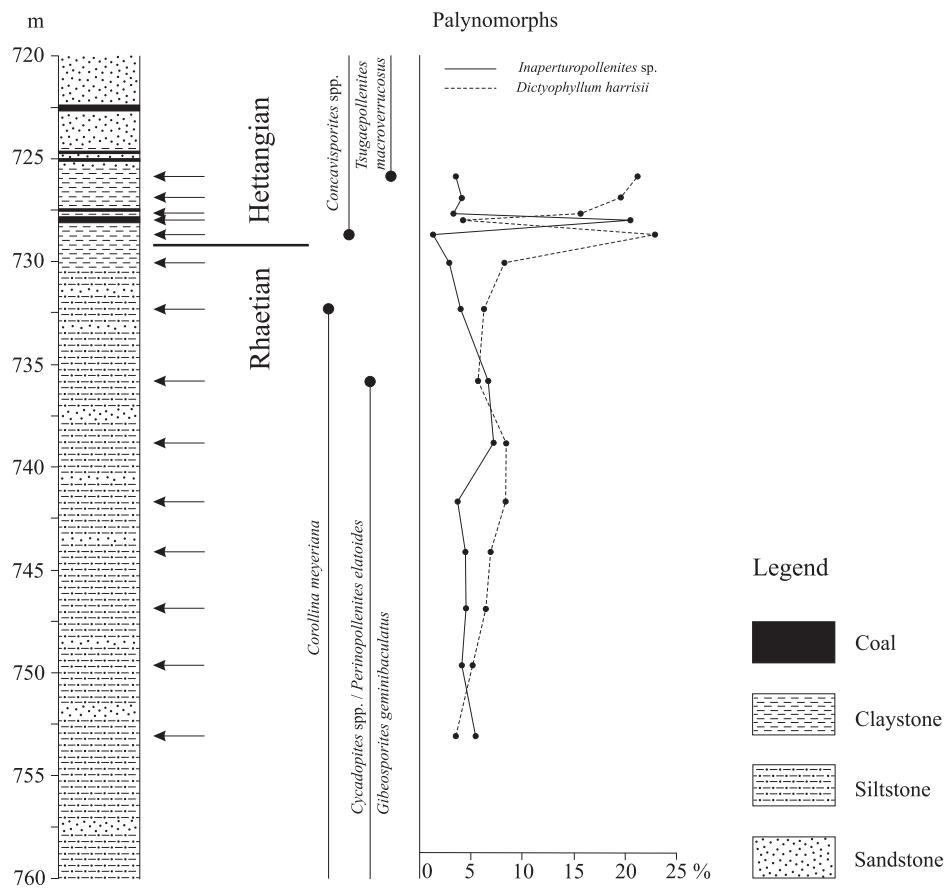 m
Palynomorphs
720
725
730
735
740
745
750
755
760
Hettangian
Rhaetian
Concavisporites spp.
Tsugaepollenites
macroverrucosus
Corollina meyeriana
Cycadopites spp. / Perinopollenites elatoides
Gibeosporites geminibaculatus
Inaperturopollenites sp.
Dictyophyllum harrisii
0 5 10 15 20 25 %
Legend
Coal
Claystone
Siltstone
Sandstone